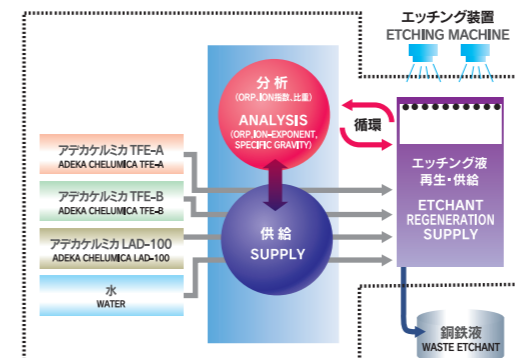 エッチング装置
ETCHING MACHINE
分析
(ORP、ION指数、比重)
ANALYSIS
(ORP,ION-EXPONENT,
SPECIFIC GRAVITY)
循環
アデカケルミカ TFE-A
ADEKA CHELUMICA TFE-A
アデカケルミカ TFE-B
ADEKA CHELUMICA TFE-B
アデカケルミカ LAD-100
ADEKA CHELUMICA LAD-100
水
WATER
供給
SUPPLY
エッチング液
再生・供給
ETCHANT
REGENERATION
SUPPLY
銅鉄液
WASTE ETCHANT